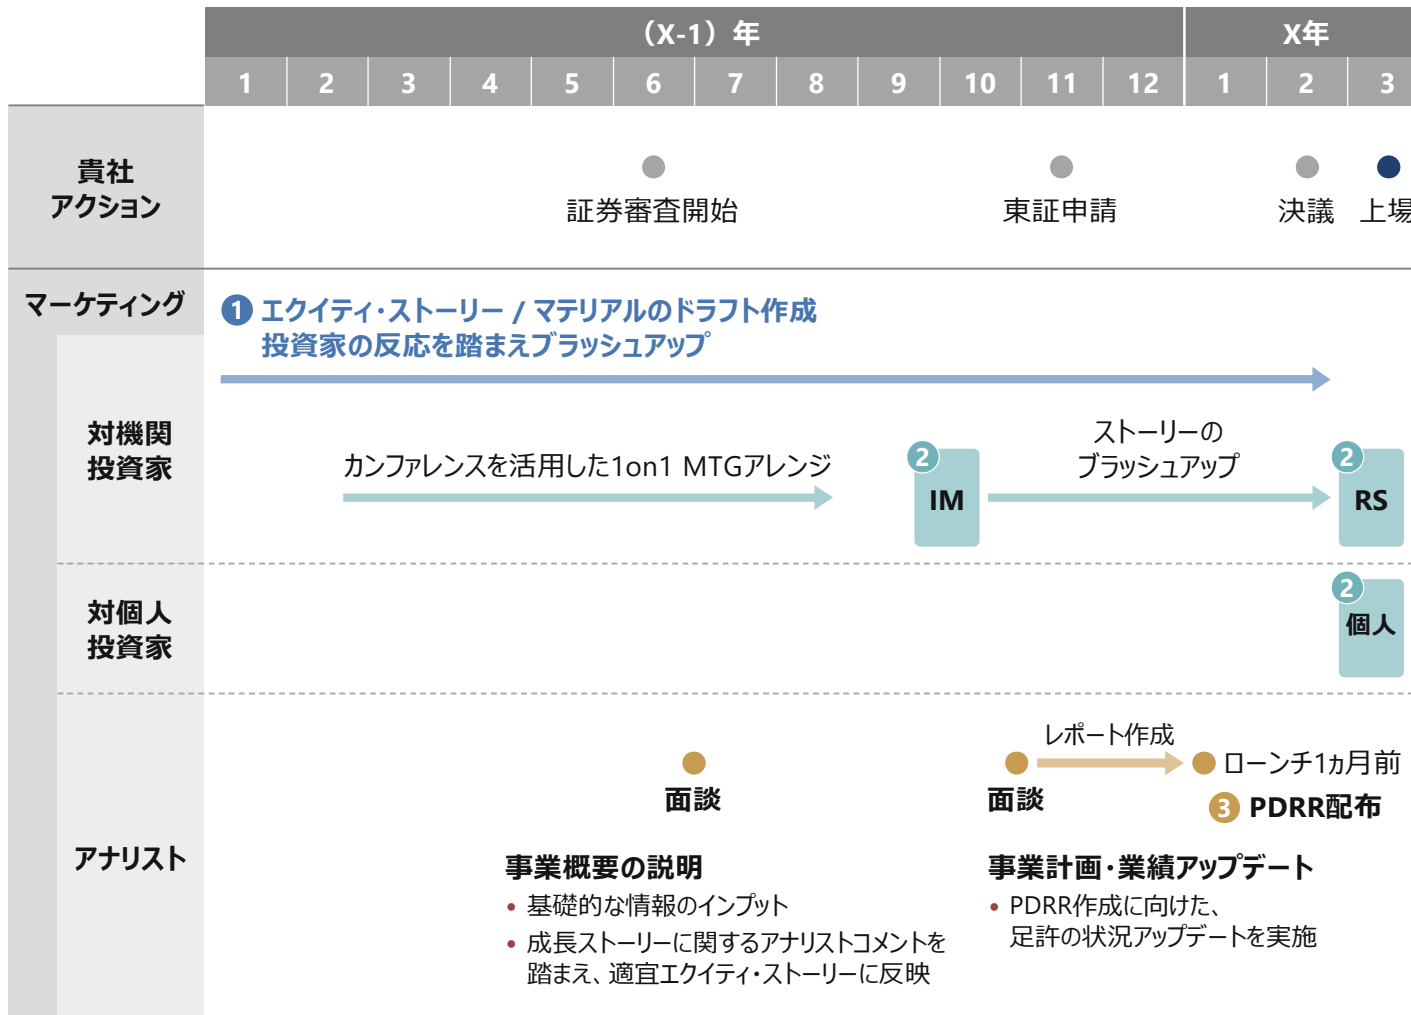 （X-1）年 X年
1 2 3 4 5 6 7 8 9 10 11 12 1 2 3
貴社
アクション
証券審査開始 東証申請 決議 上場
マーケティング
1 エクイティ・ストーリー / マテリアルのドラフト作成
投資家の反応を踏まえブラッシュアップ
対機関
投資家
カンファレンスを活用した1on1 MTGアレンジ
2
IM
ストーリーの
ブラッシュアップ
2
RS
対個人
投資家
2
個人
アナリスト
面談
レポート作成
面談
ローンチ1ヵ月前
3 PDRR配布
事業概要の説明
• 基礎的な情報のインプット
• 成長ストーリーに関するアナリストコメントを
踏まえ、適宜エクイティ・ストーリーに反映
事業計画・業績アップデート
• PDRR作成に向けた、
足許の状況アップデートを実施